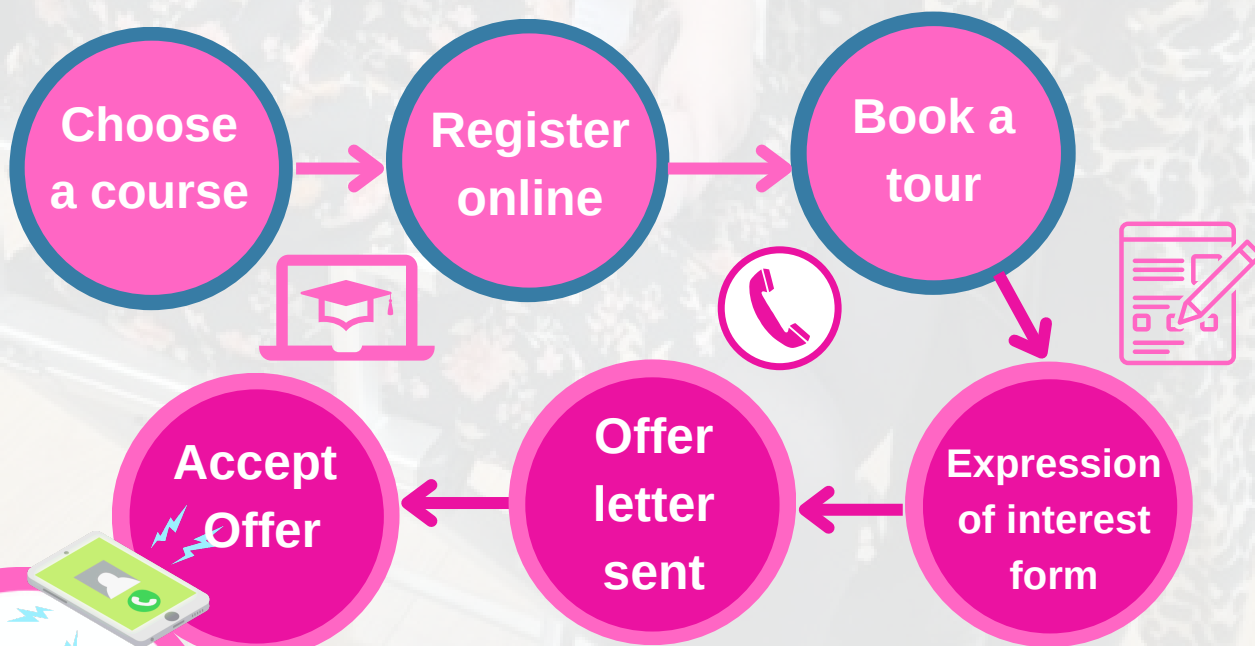 Choose
a course
Register
online
Book a
tour
Expression
of interest
form
Offer
letter
sent
Accept
Offer